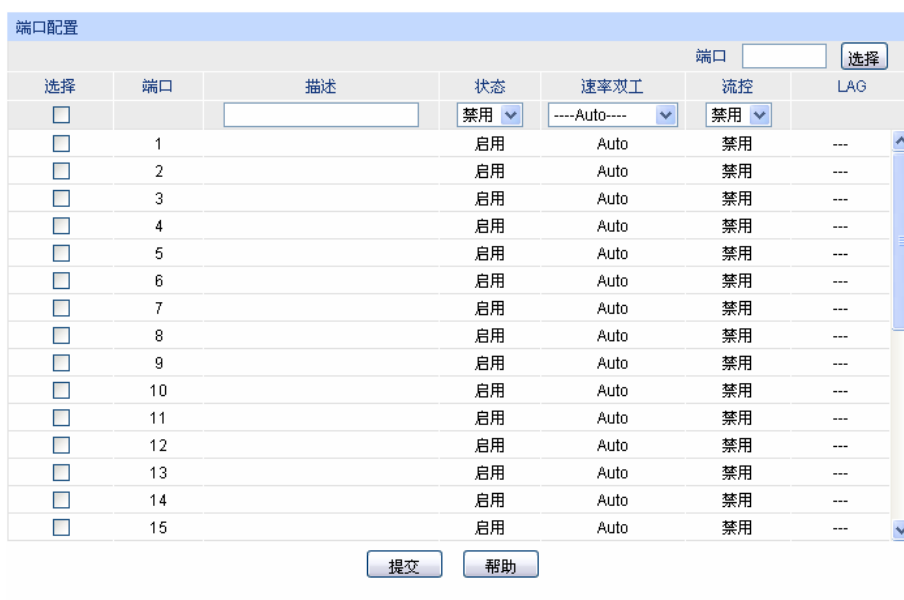 端口配置
端口 选择
选择 端口 描述 状态 速率双工 流控 LAG
禁用 ----Auto---- 禁用
1 启用 Auto 禁用 ---
2 启用 Auto 禁用 ---
3 启用 Auto 禁用 ---
4 启用 Auto 禁用 ---
5 启用 Auto 禁用 ---
6 启用 Auto 禁用 ---
7 启用 Auto 禁用 ---
8 启用 Auto 禁用 ---
9 启用 Auto 禁用 ---
10 启用 Auto 禁用 ---
11 启用 Auto 禁用 ---
12 启用 Auto 禁用 ---
13 启用 Auto 禁用 ---
14 启用 Auto 禁用 ---
15 启用 Auto 禁用 ---
提交 帮助